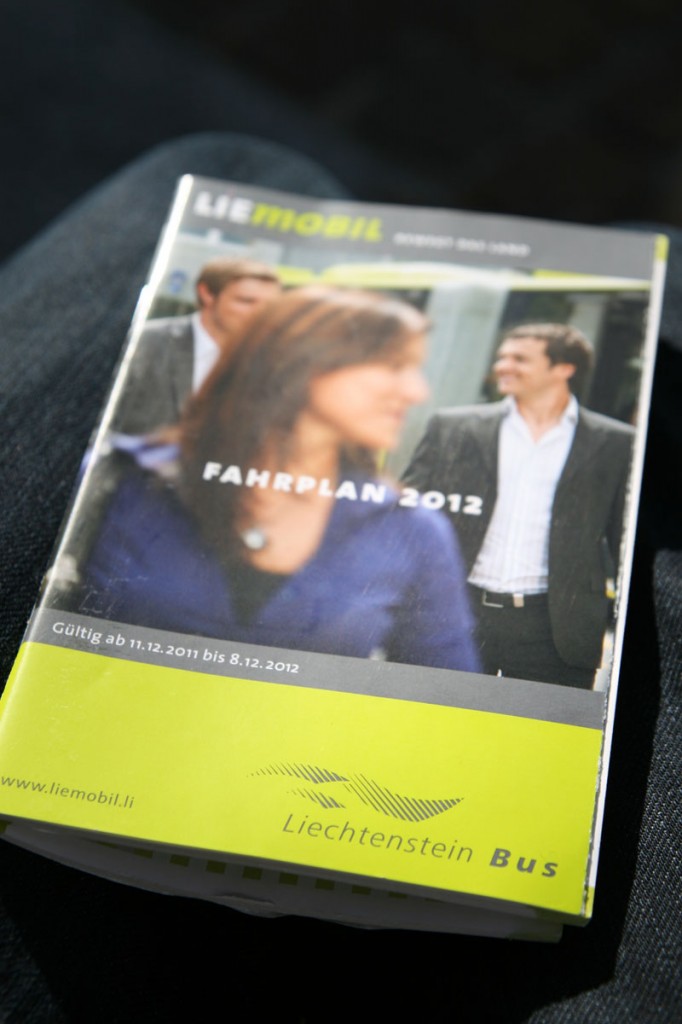 LIEMOBIL
FAHRPLAN 2012
Gültig ab 11.12.2011 bis 8.12.2012
www.liemobil.li
Liechtenstein Bus